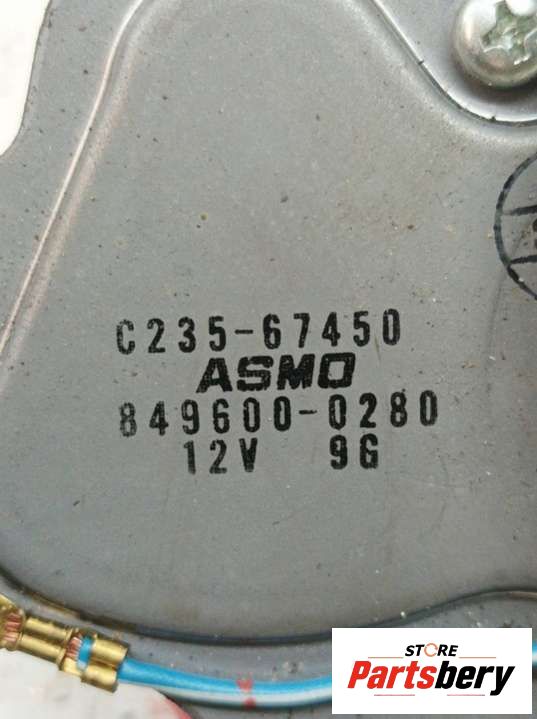 C235-67450
ASMO
849600-0280
12V 9G
STORE
Partsbery